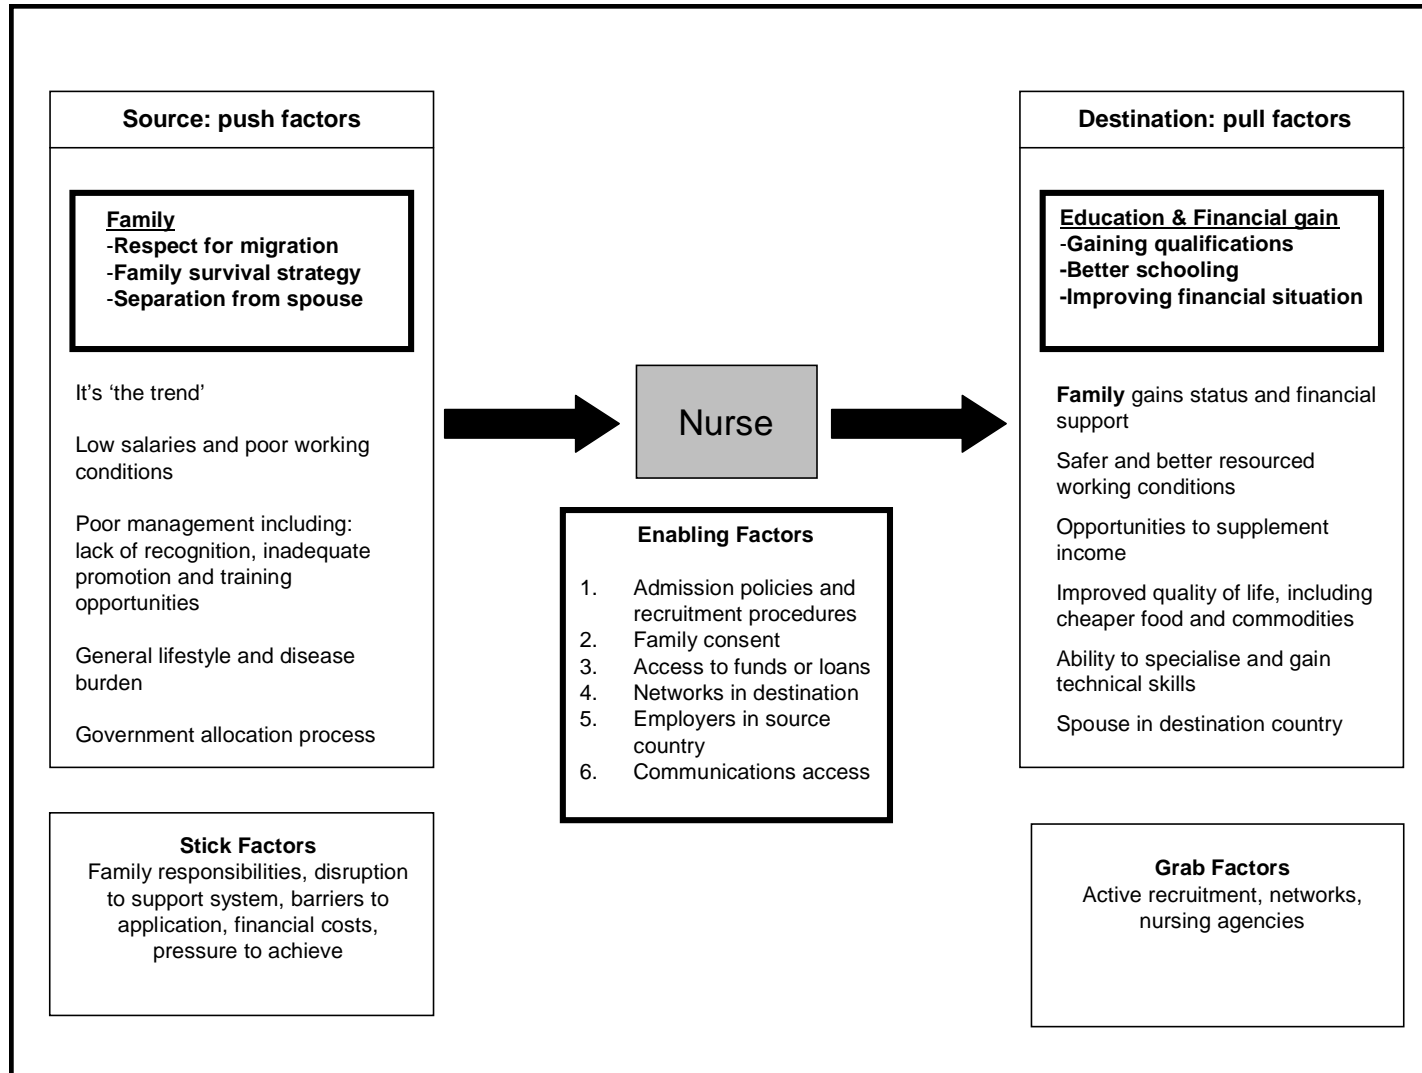 Source: push factors
Family
-Respect for migration
-Family survival strategy
-Separation from spouse
It's ‘the trend’
Low salaries and poor working
conditions
Poor management including:
lack of recognition, inadequate
promotion and training
opportunities
General lifestyle and disease
burden
Government allocation process
Stick Factors
Family responsibilities, disruption
to support system, barriers to
application, financial costs,
pressure to achieve
Nurse
Enabling Factors
1. Admission policies and
recruitment procedures
2. Family consent
3. Access to funds or loans
4. Networks in destination
5. Employers in source
country
6. Communications access
Destination: pull factors
Education & Financial gain
-Gaining qualifications
-Better schooling
-Improving financial situation
Family gains status and financial
support
Safer and better resourced
working conditions
Opportunities to supplement
income
Improved quality of life, including
cheaper food and commodities
Ability to specialise and gain
technical skills
Spouse in destination country
Grab Factors
Active recruitment, networks,
nursing agencies